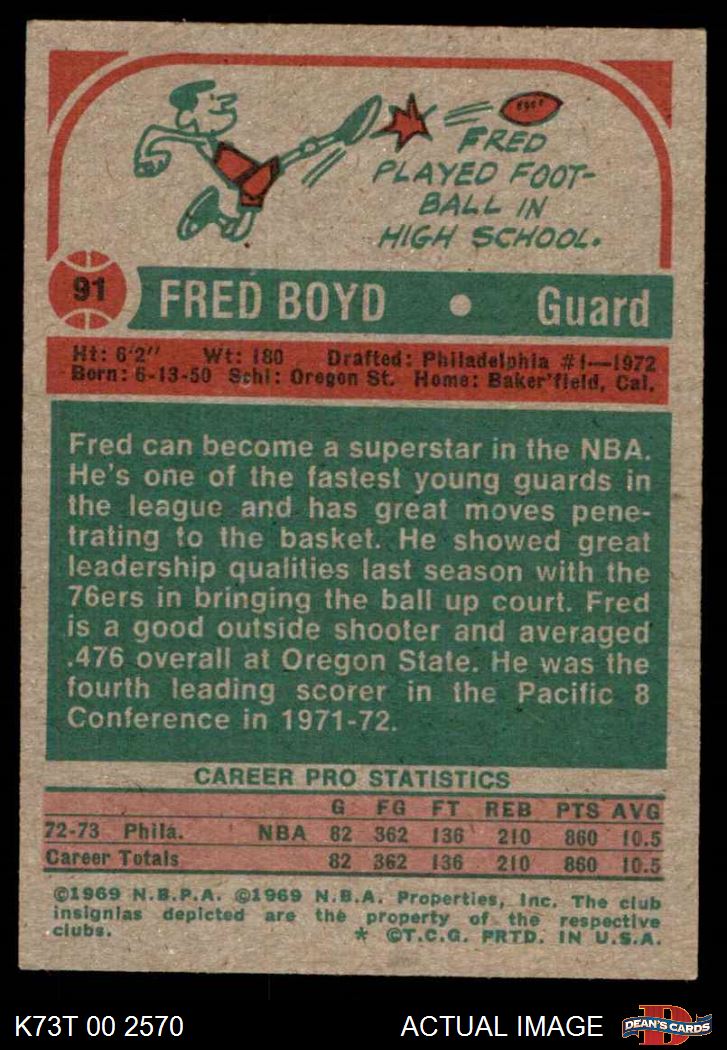 FRED
PLAYED FOOT-
BALL IN
HIGH SCHOOL.
91
FRED BOYD • Guard
Ht: 6'2" Wt: 180 Drafted: Philadelphia #1—1972
Born: 6-13-50 Schl: Oregon St. Home: Baker'field, Cal.
Fred can become a superstar in the NBA.
He's one of the fastest young guards in
the league and has great moves pene-
trating to the basket. He showed great
leadership qualities last season with the
76ers in bringing the ball up court. Fred
is a good outside shooter and averaged
.476 overall at Oregon State. He was the
fourth leading scorer in the Pacific 8
Conference in 1971-72.
CAREER PRO STATISTICS
G FG FT REB PTS AVG
72-73 Phila. NBA 82 362 136 210 860 10.5
Career Totals 82 362 136 210 860 10.5
©1969 N.B.P.A. ©1969 N.B.A. Properties, Inc. The club
insignias depicted are the property of the respective
clubs. * ©T.C.G. PRTD. IN U.S.A.
K73T 00 2570 ACTUAL IMAGE
D
DEAN'S CARDS